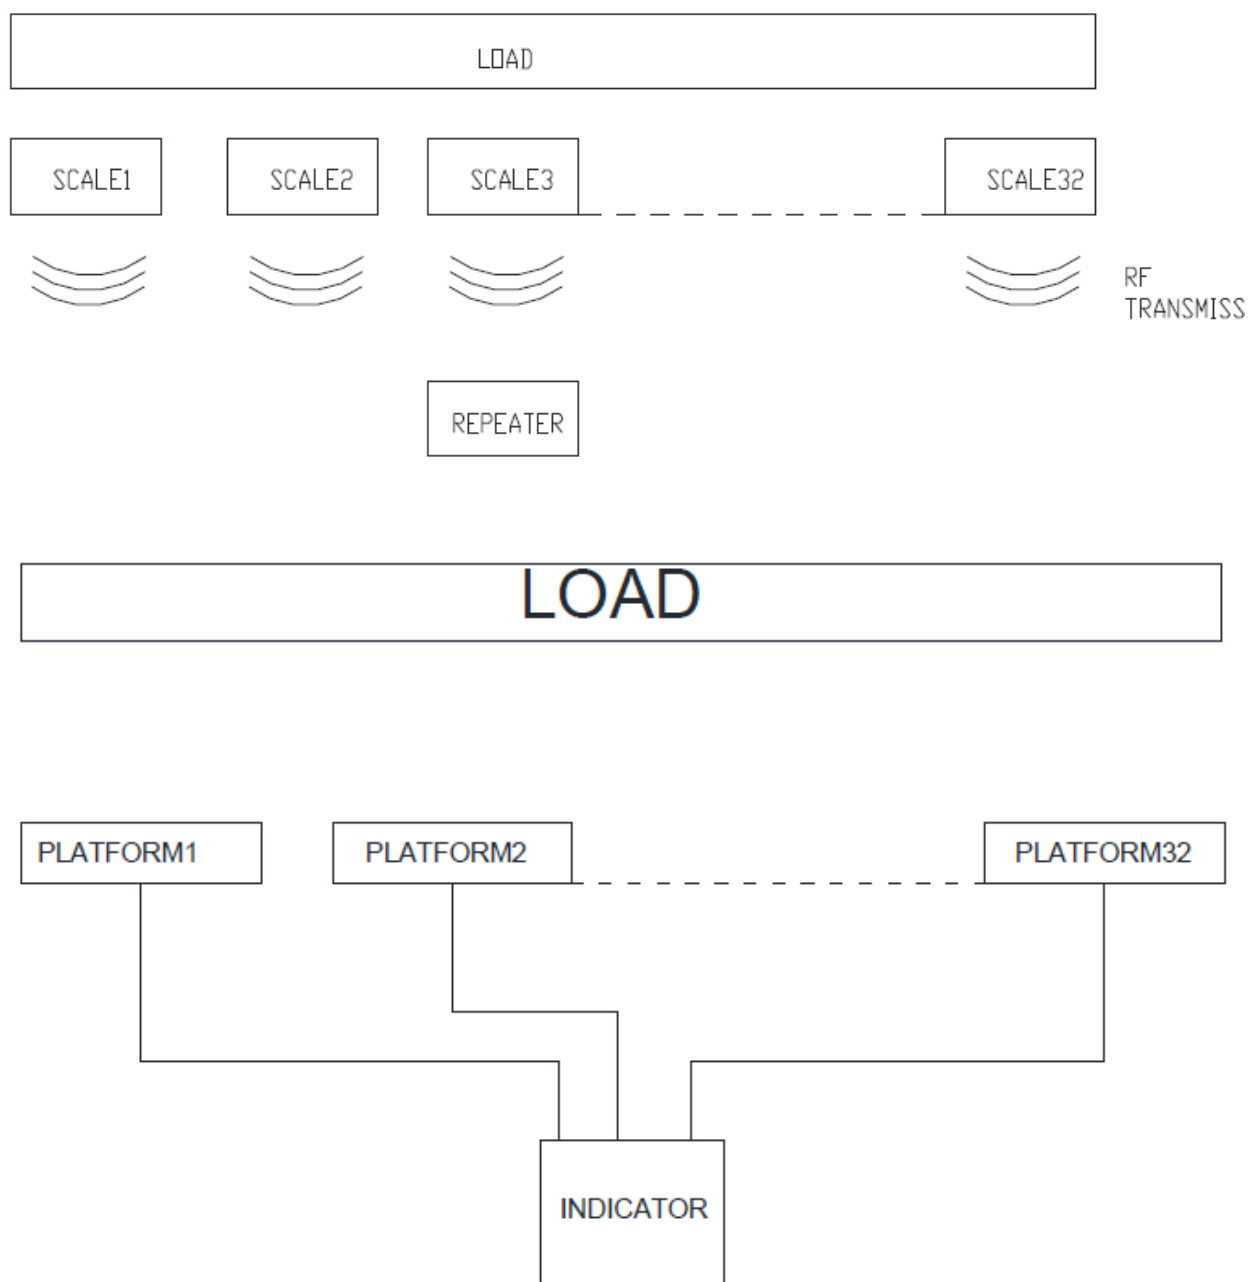 LOAD
SCALE1
SCALE2
SCALE3
SCALE32
RF
TRANSMISS
REPEATER
LOAD
PLATFORM1
PLATFORM2
PLATFORM32
INDICATOR